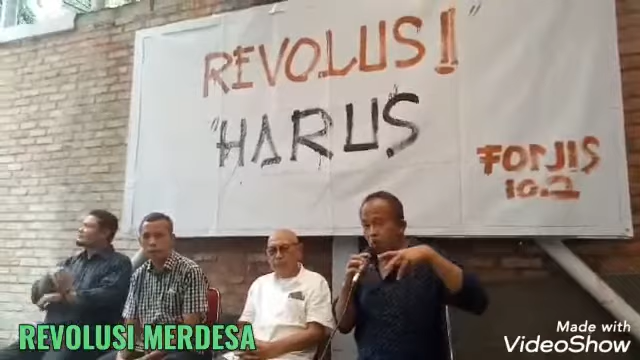 REVOLUSI"
"HARUS
FORJIS
10.2
REVOLUSI MERDESA
Made with
VideoShow